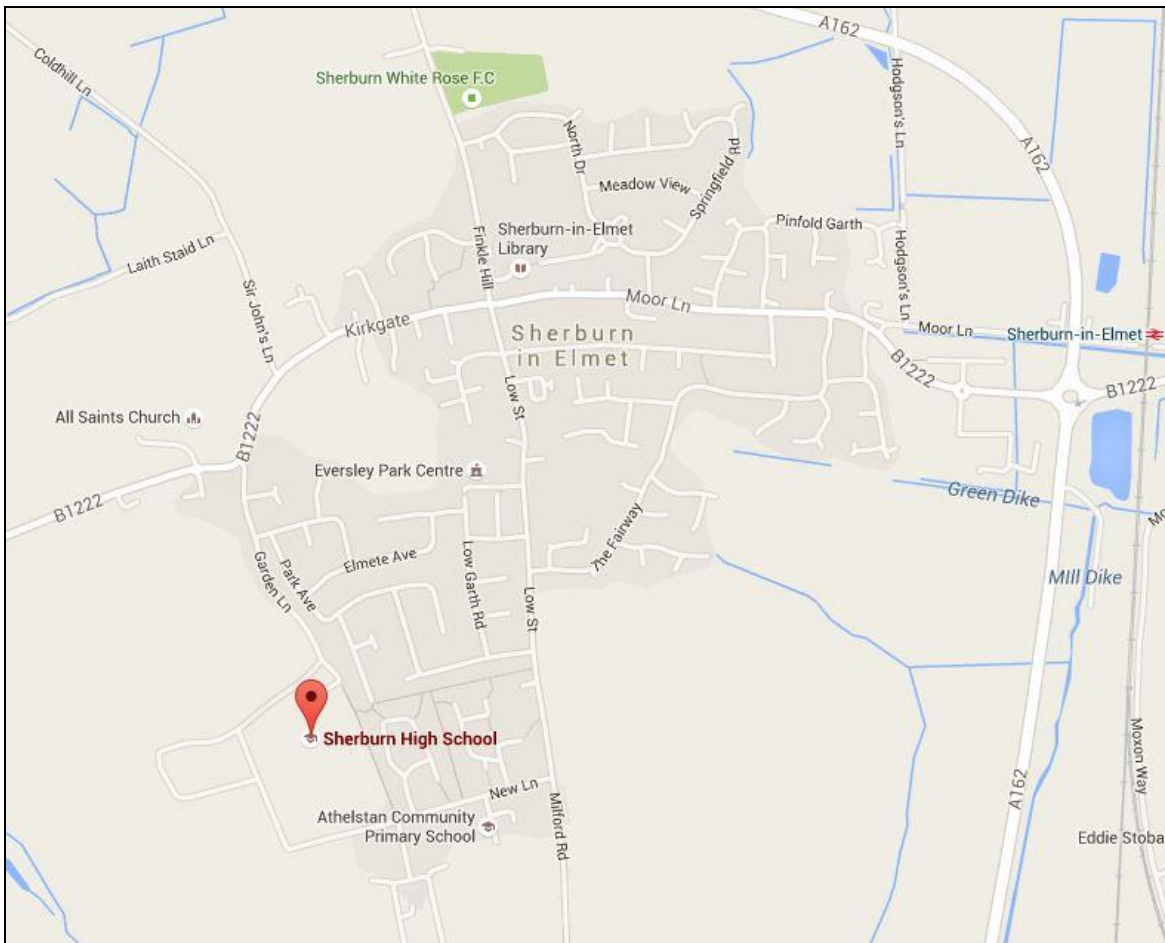 A162
Coldhill Ln
Sherburn White Rose F.C
Hodgson's Ln
A162
North Dr
Springfield Rd
Meadow View
Pinfold Garth
Sherburn-in-Elmet
Library
Finkle Hill
Hodgson's Ln
Laith Staid Ln
Sir John's Ln
Moor Ln
Kirkgate
Moor Ln
Sherburn-in-Elmet
Sherburn
in Elmet
B1222
B1222
Low St
All Saints Church
B1222
Eversley Park Centre
Green Dike
B1222
The Fairway
Elmete Ave
Park Ave
Garden Ln
Low Garth Rd
Low St
MIll Dike
Sherburn High School
Moxon Way
New Ln
A162
Milford Rd
Athelstan Community
Primary School
Eddie Stoba